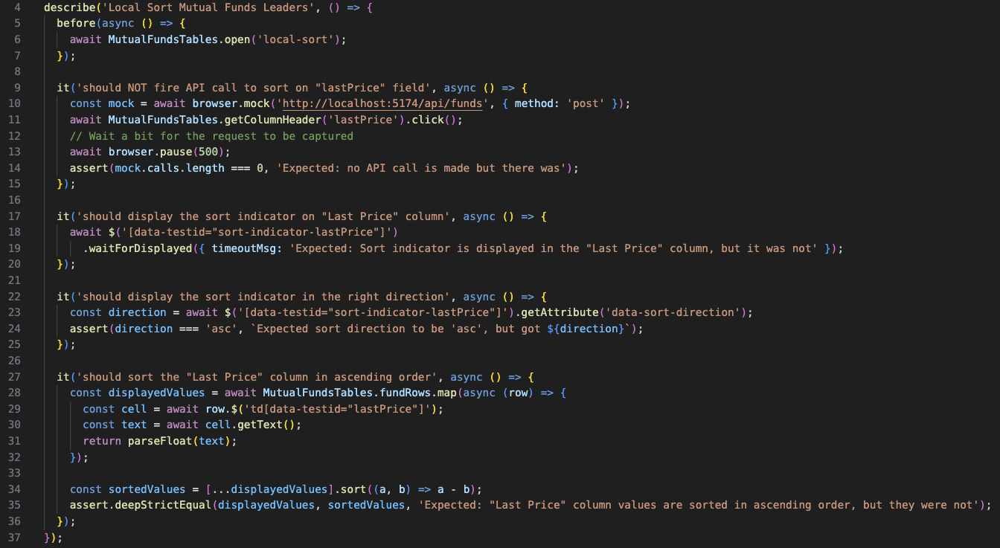 4 describe('Local Sort Mutual Funds Leaders', () => {
5 before(async () => {
6 await MutualFundsTables.open('local-sort');
7 });
8
9 it('should NOT fire API call to sort on "lastPrice" field', async () => {
10 const mock = await browser.mock('http://localhost:5174/api/funds', { method: 'post' });
11 await MutualFundsTables.getColumnHeader('lastPrice').click();
12 // Wait a bit for the request to be captured
13 await browser.pause(500);
14 assert(mock.calls.length === 0, 'Expected: no API call is made but there was');
15 });
16
17 it('should display the sort indicator on "Last Price" column', async () => {
18 await $('[data-testid="sort-indicator-lastPrice"]')
19 .waitForDisplayed({ timeoutMsg: 'Expected: Sort indicator is displayed in the "Last Price" column, but it was not' });
20 });
21
22 it('should display the sort indicator in the right direction', async () => {
23 const direction = await $('[data-testid="sort-indicator-lastPrice"]').getAttribute('data-sort-direction');
24 assert(direction === 'asc', `Expected sort direction to be 'asc', but got ${direction}`);
25 });
26
27 it('should sort the "Last Price" column in ascending order', async () => {
28 const displayedValues = await MutualFundsTables.fundRows.map(async (row) => {
29 const cell = await row.$('td[data-testid="lastPrice"]');
30 const text = await cell.getText();
31 return parseFloat(text);
32 });
33
34 const sortedValues = [...displayedValues].sort((a, b) => a - b);
35 assert.deepStrictEqual(displayedValues, sortedValues, 'Expected: "Last Price" column values are sorted in ascending order, but they were not');
36 });
37 });